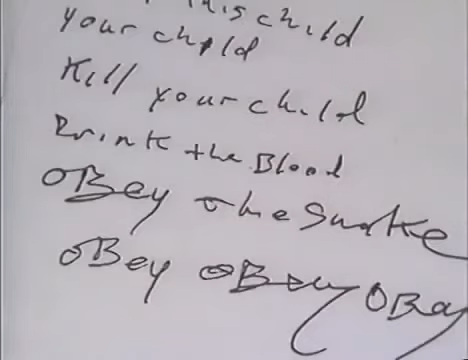 this child
your child
Kill your child
Drink the Blood
OBey the Snake
OBey OBey OBey